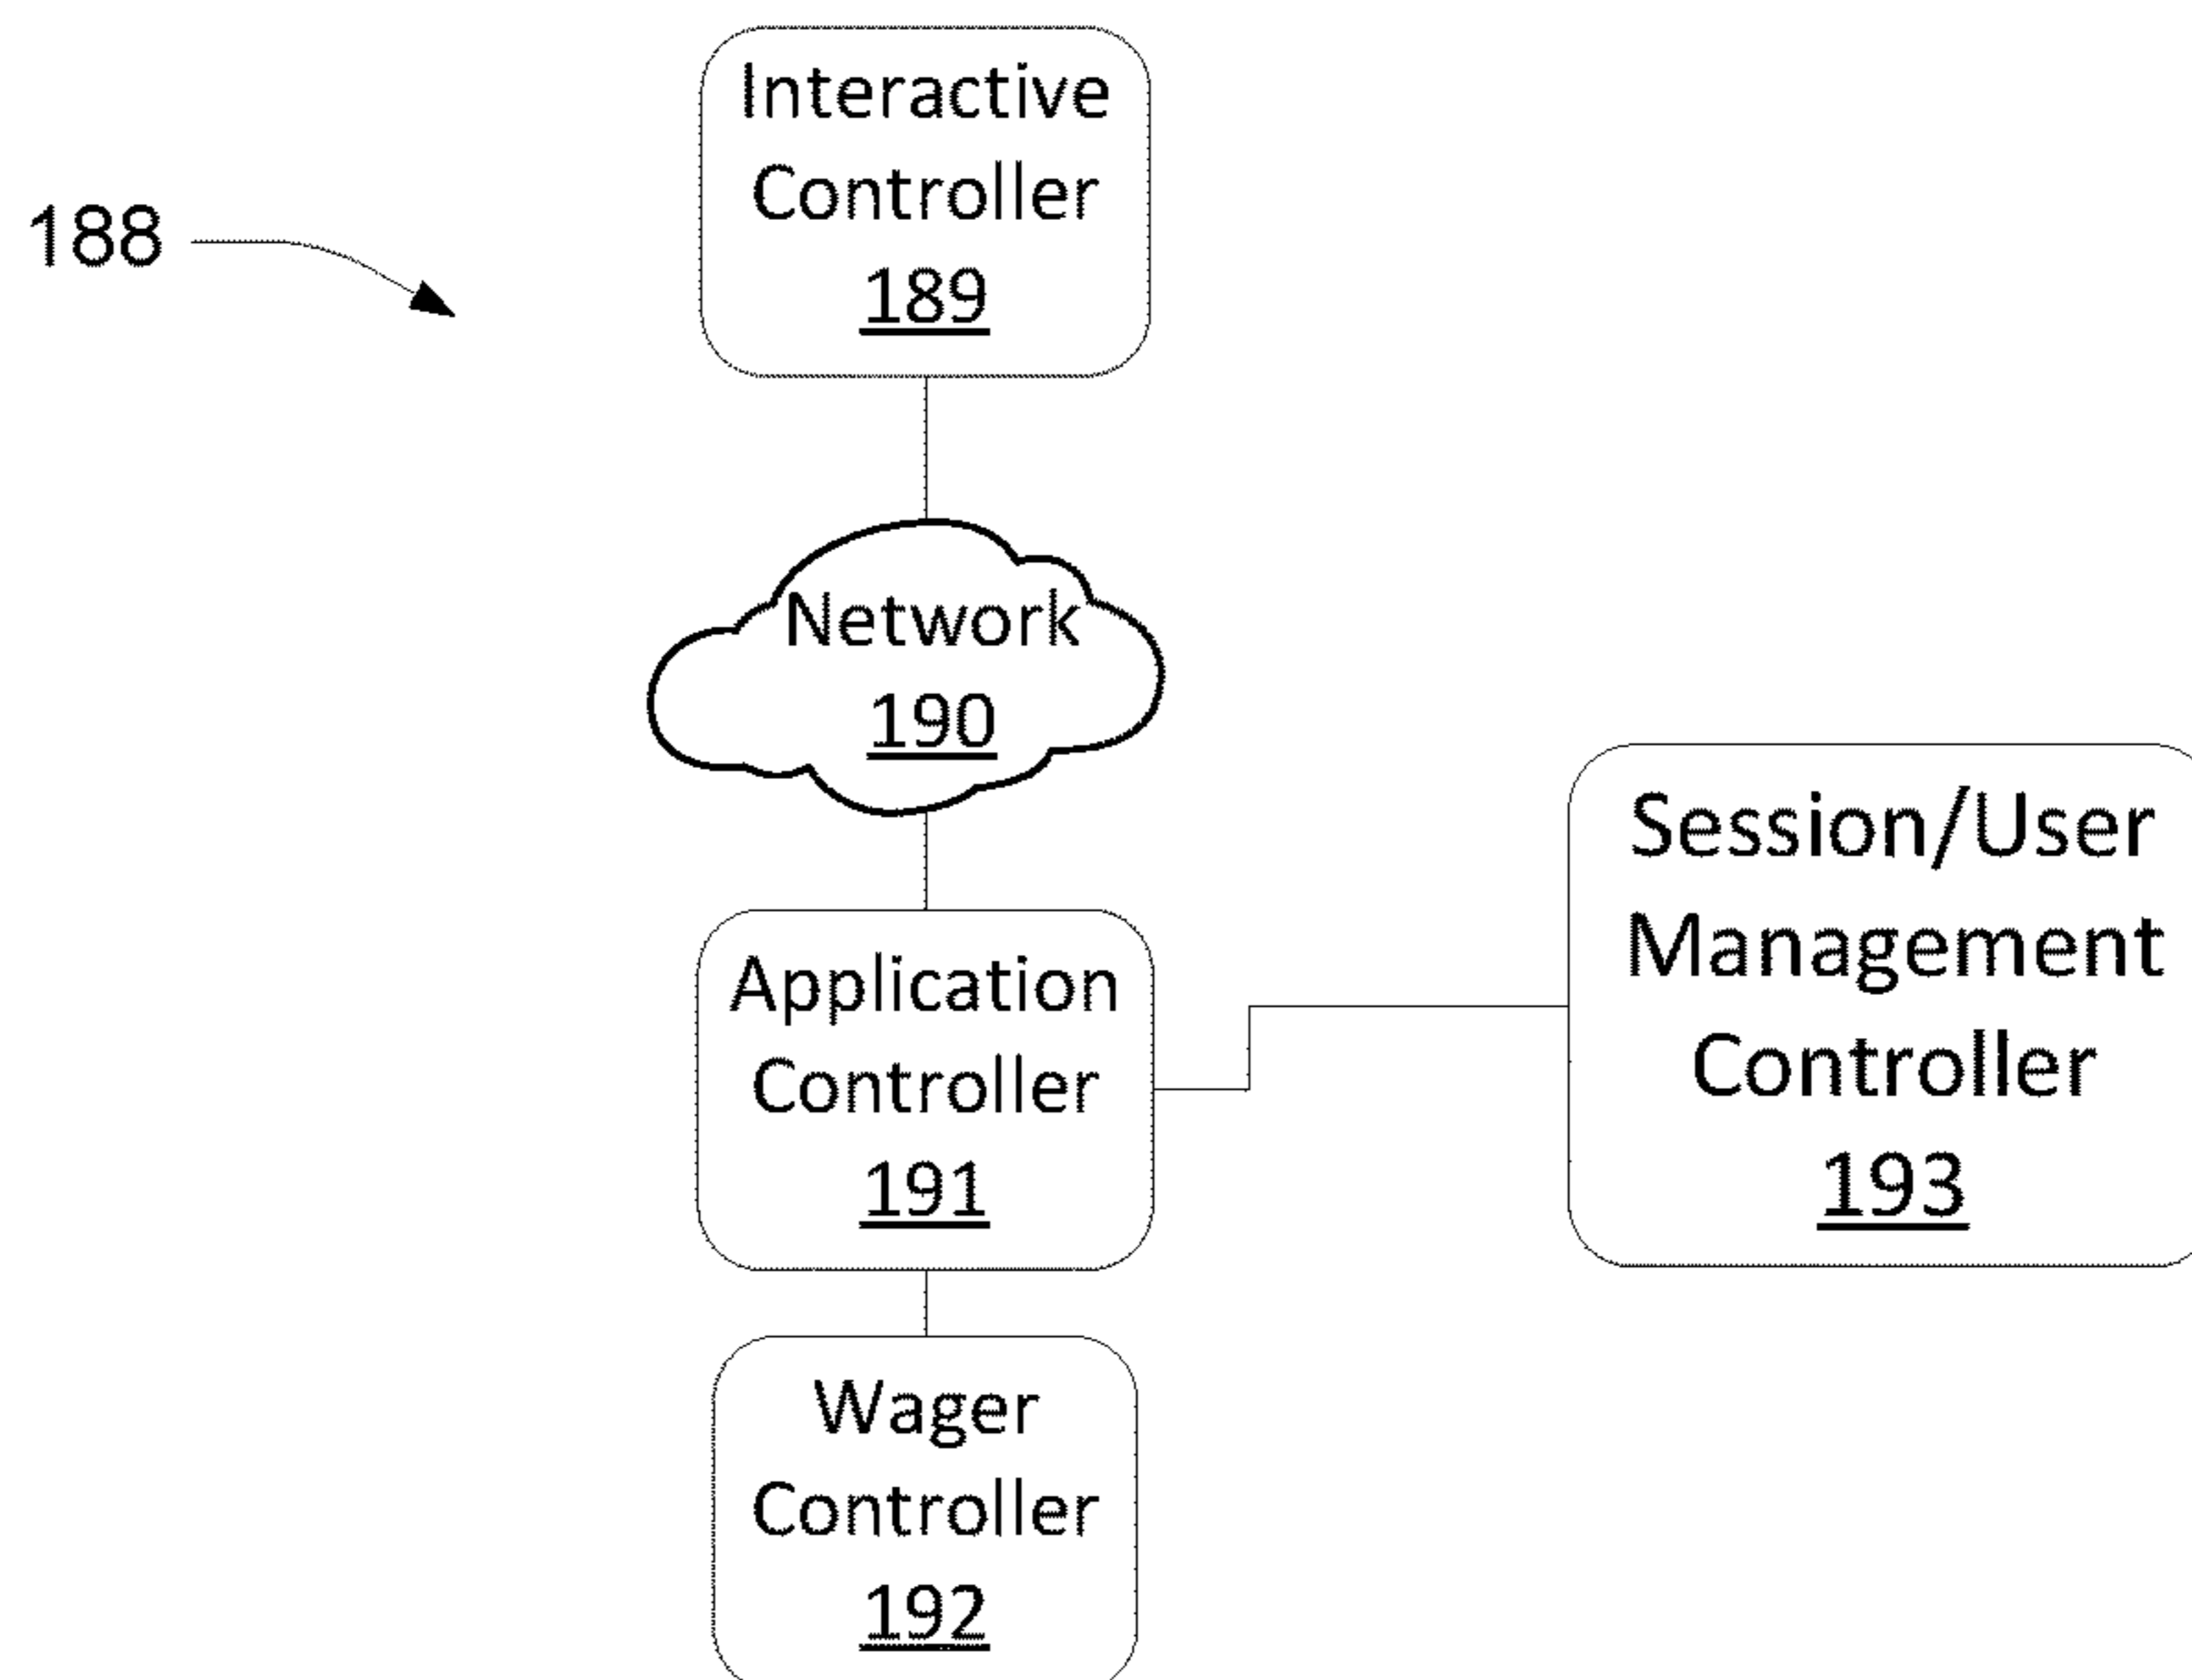 Interactive
Controller
189
188
Network
190
Application
Controller
191
Session/User
Management
Controller
193
Wager
Controller
192